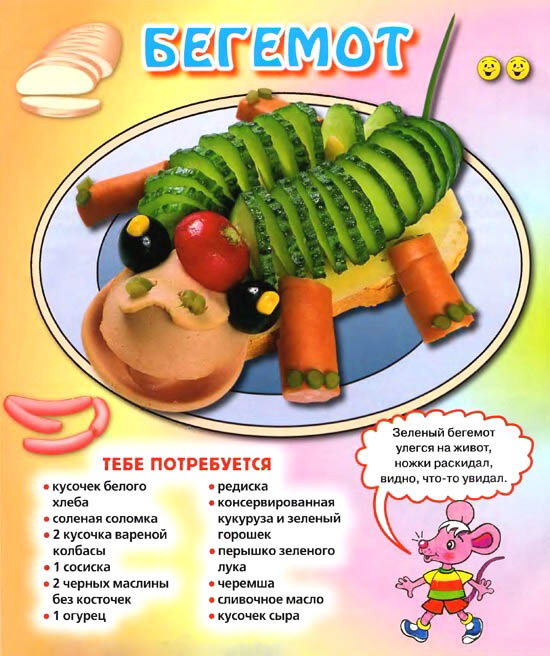 БЕГЕМОТ
Зеленый бегемот
улегся на живот,
ножки раскидал,
видно, что-то увидал.
ТЕБЕ ПОТРЕБУЕТСЯ
• кусочек белого
хлеба
• соленая соломка
• 2 кусочка вареной
колбасы
• 1 сосиска
• 2 черных маслины
без косточек
• 1 огурец
• редиска
• консервированная
кукуруза и зеленый
горошек
• перышко зеленого
лука
• черемша
• сливочное масло
• кусочек сыра